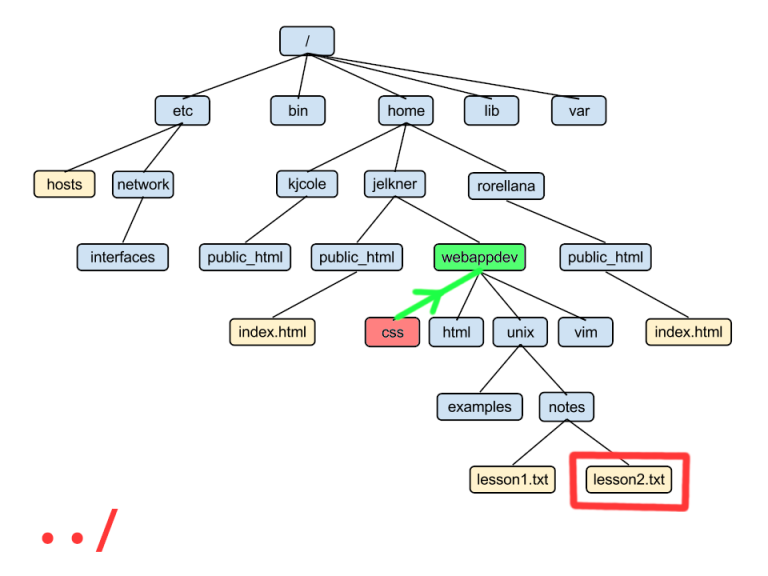 /
etc bin home lib var
hosts network kjcole jelkner rorellana
interfaces public_html public_html webappdev public_html
index.html css html unix vim index.html
examples notes
lesson1.txt lesson2.txt
../